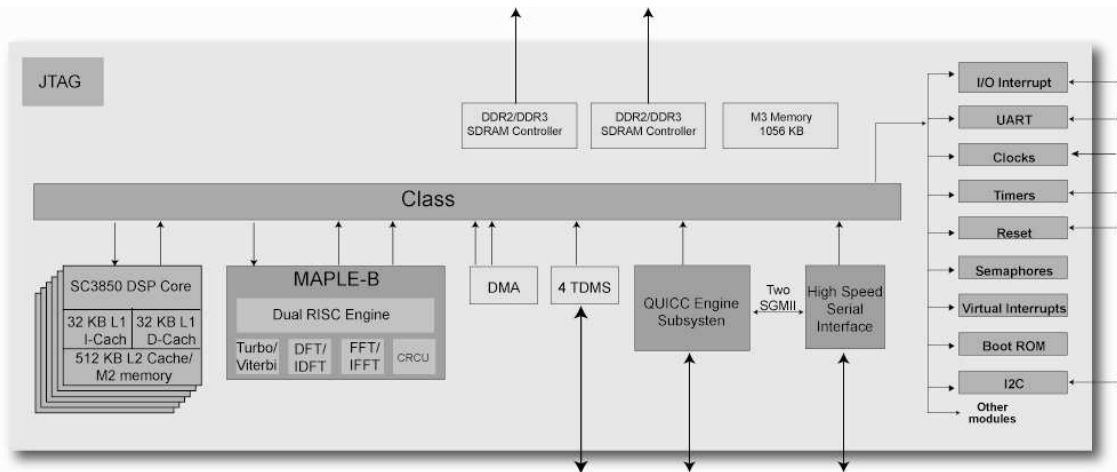 JTAG
DDR2/DDR3
SDRAM Controller
DDR2/DDR3
SDRAM Controller
M3 Memory
1056 KB
Class
SC3850 DSP Core
32 KB L1
I-Cach
32 KB L1
D-Cach
512 KB L2 Cache/
M2 memory
MAPLE-B
Dual RISC Engine
Turbo/
Viterbi
DFT/
IDFT
FFT/
IFFT
CRCU
DMA
4 TDMS
QUICC Engine
Subsysten
Two
SGMII
High Speed
Serial
Interface
I/O Interrupt
UART
Clocks
Timers
Reset
Semaphores
Virtual Interrupts
Boot ROM
I2C
Other
modules